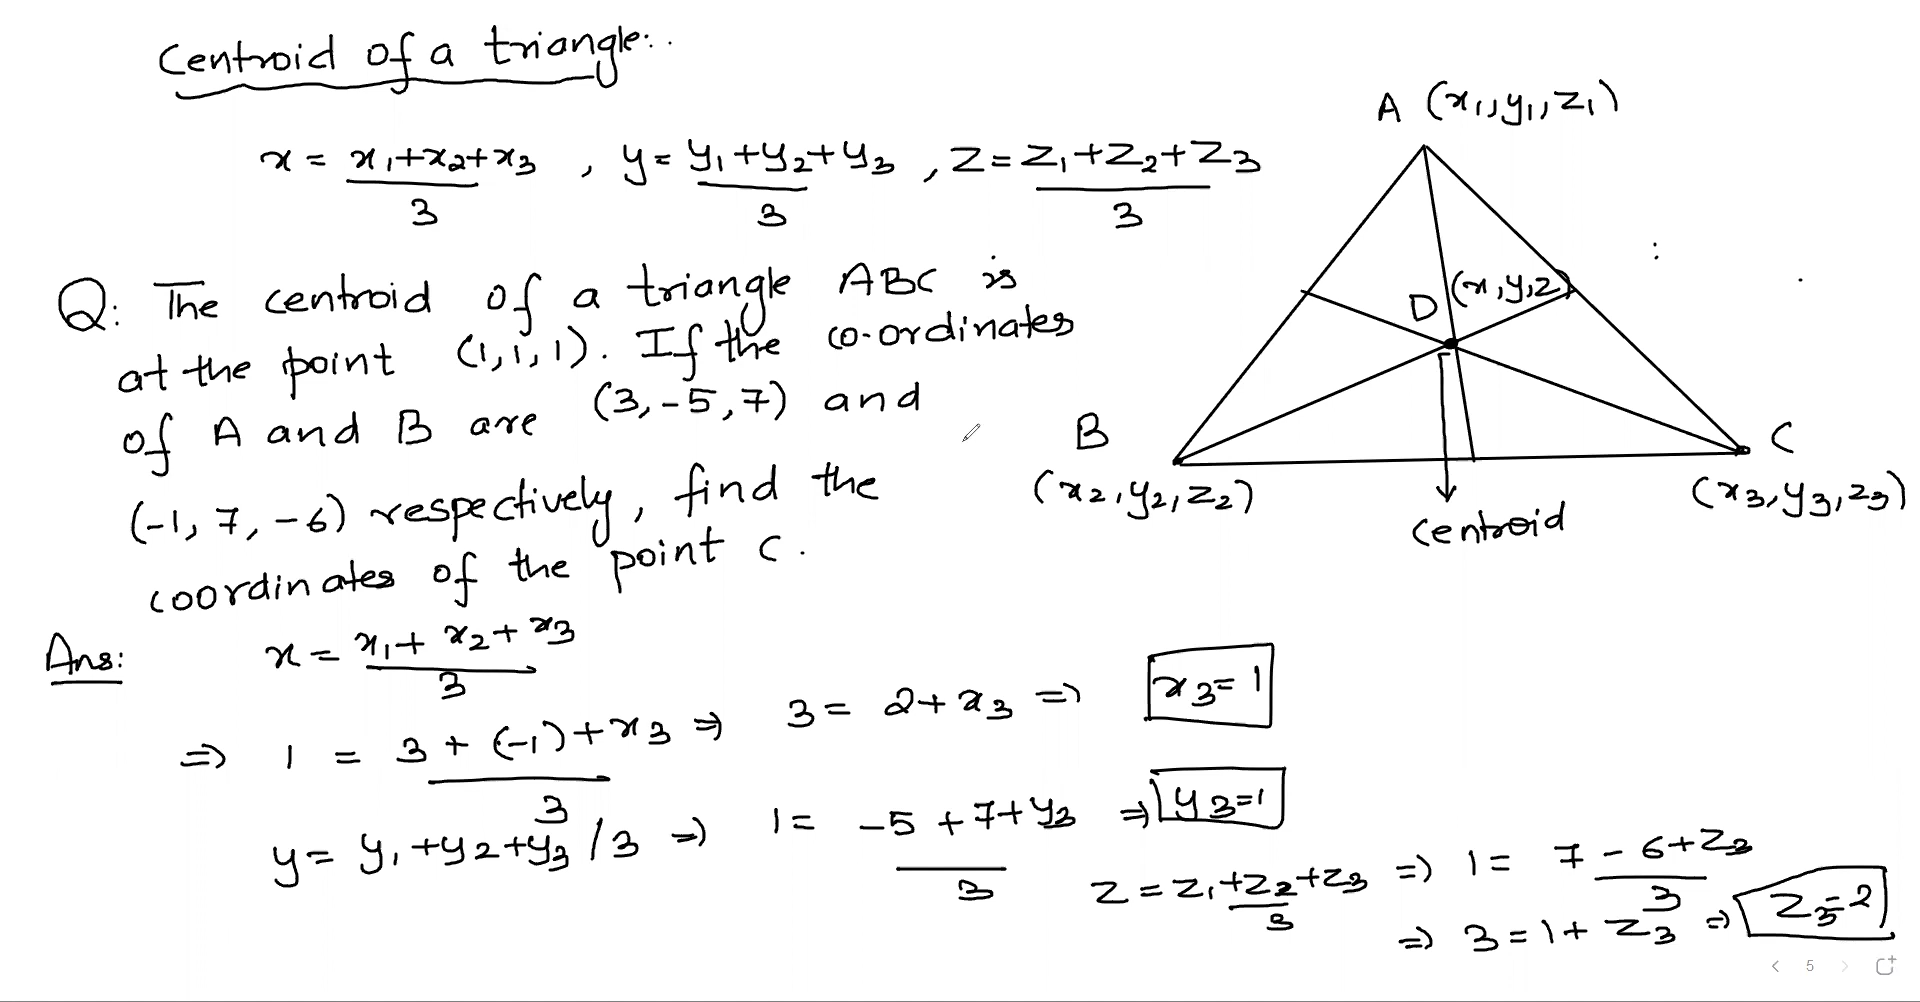 Centroid of a triangle:.
x = x1+x2+x3 / 3 , y = y1+y2+y3 / 3 , z = z1+z2+z3 / 3
A (x1,y1,z1)
D (x,y,z)
B
(x2,y2,z2)
C
(x3,y3,z3)
centroid
Q: The centroid of a triangle ABC is
at the point (1,1,1). If the co-ordinates
of A and B are (3,-5,7) and
(-1, 7, -6) respectively, find the
coordinates of the point C.
Ans: x = x1+x2+x3 / 3
=> 1 = 3+(-1)+x3 / 3 => 3 = 2+x3 => x3=1
y = y1+y2+y3 /3 => 1 = -5+7+y3 / 3 => y3=1
z = z1+z2+z3 / 3 => 1 = 7-6+z3 / 3
=> 3 = 1+z3 => z3=2
5